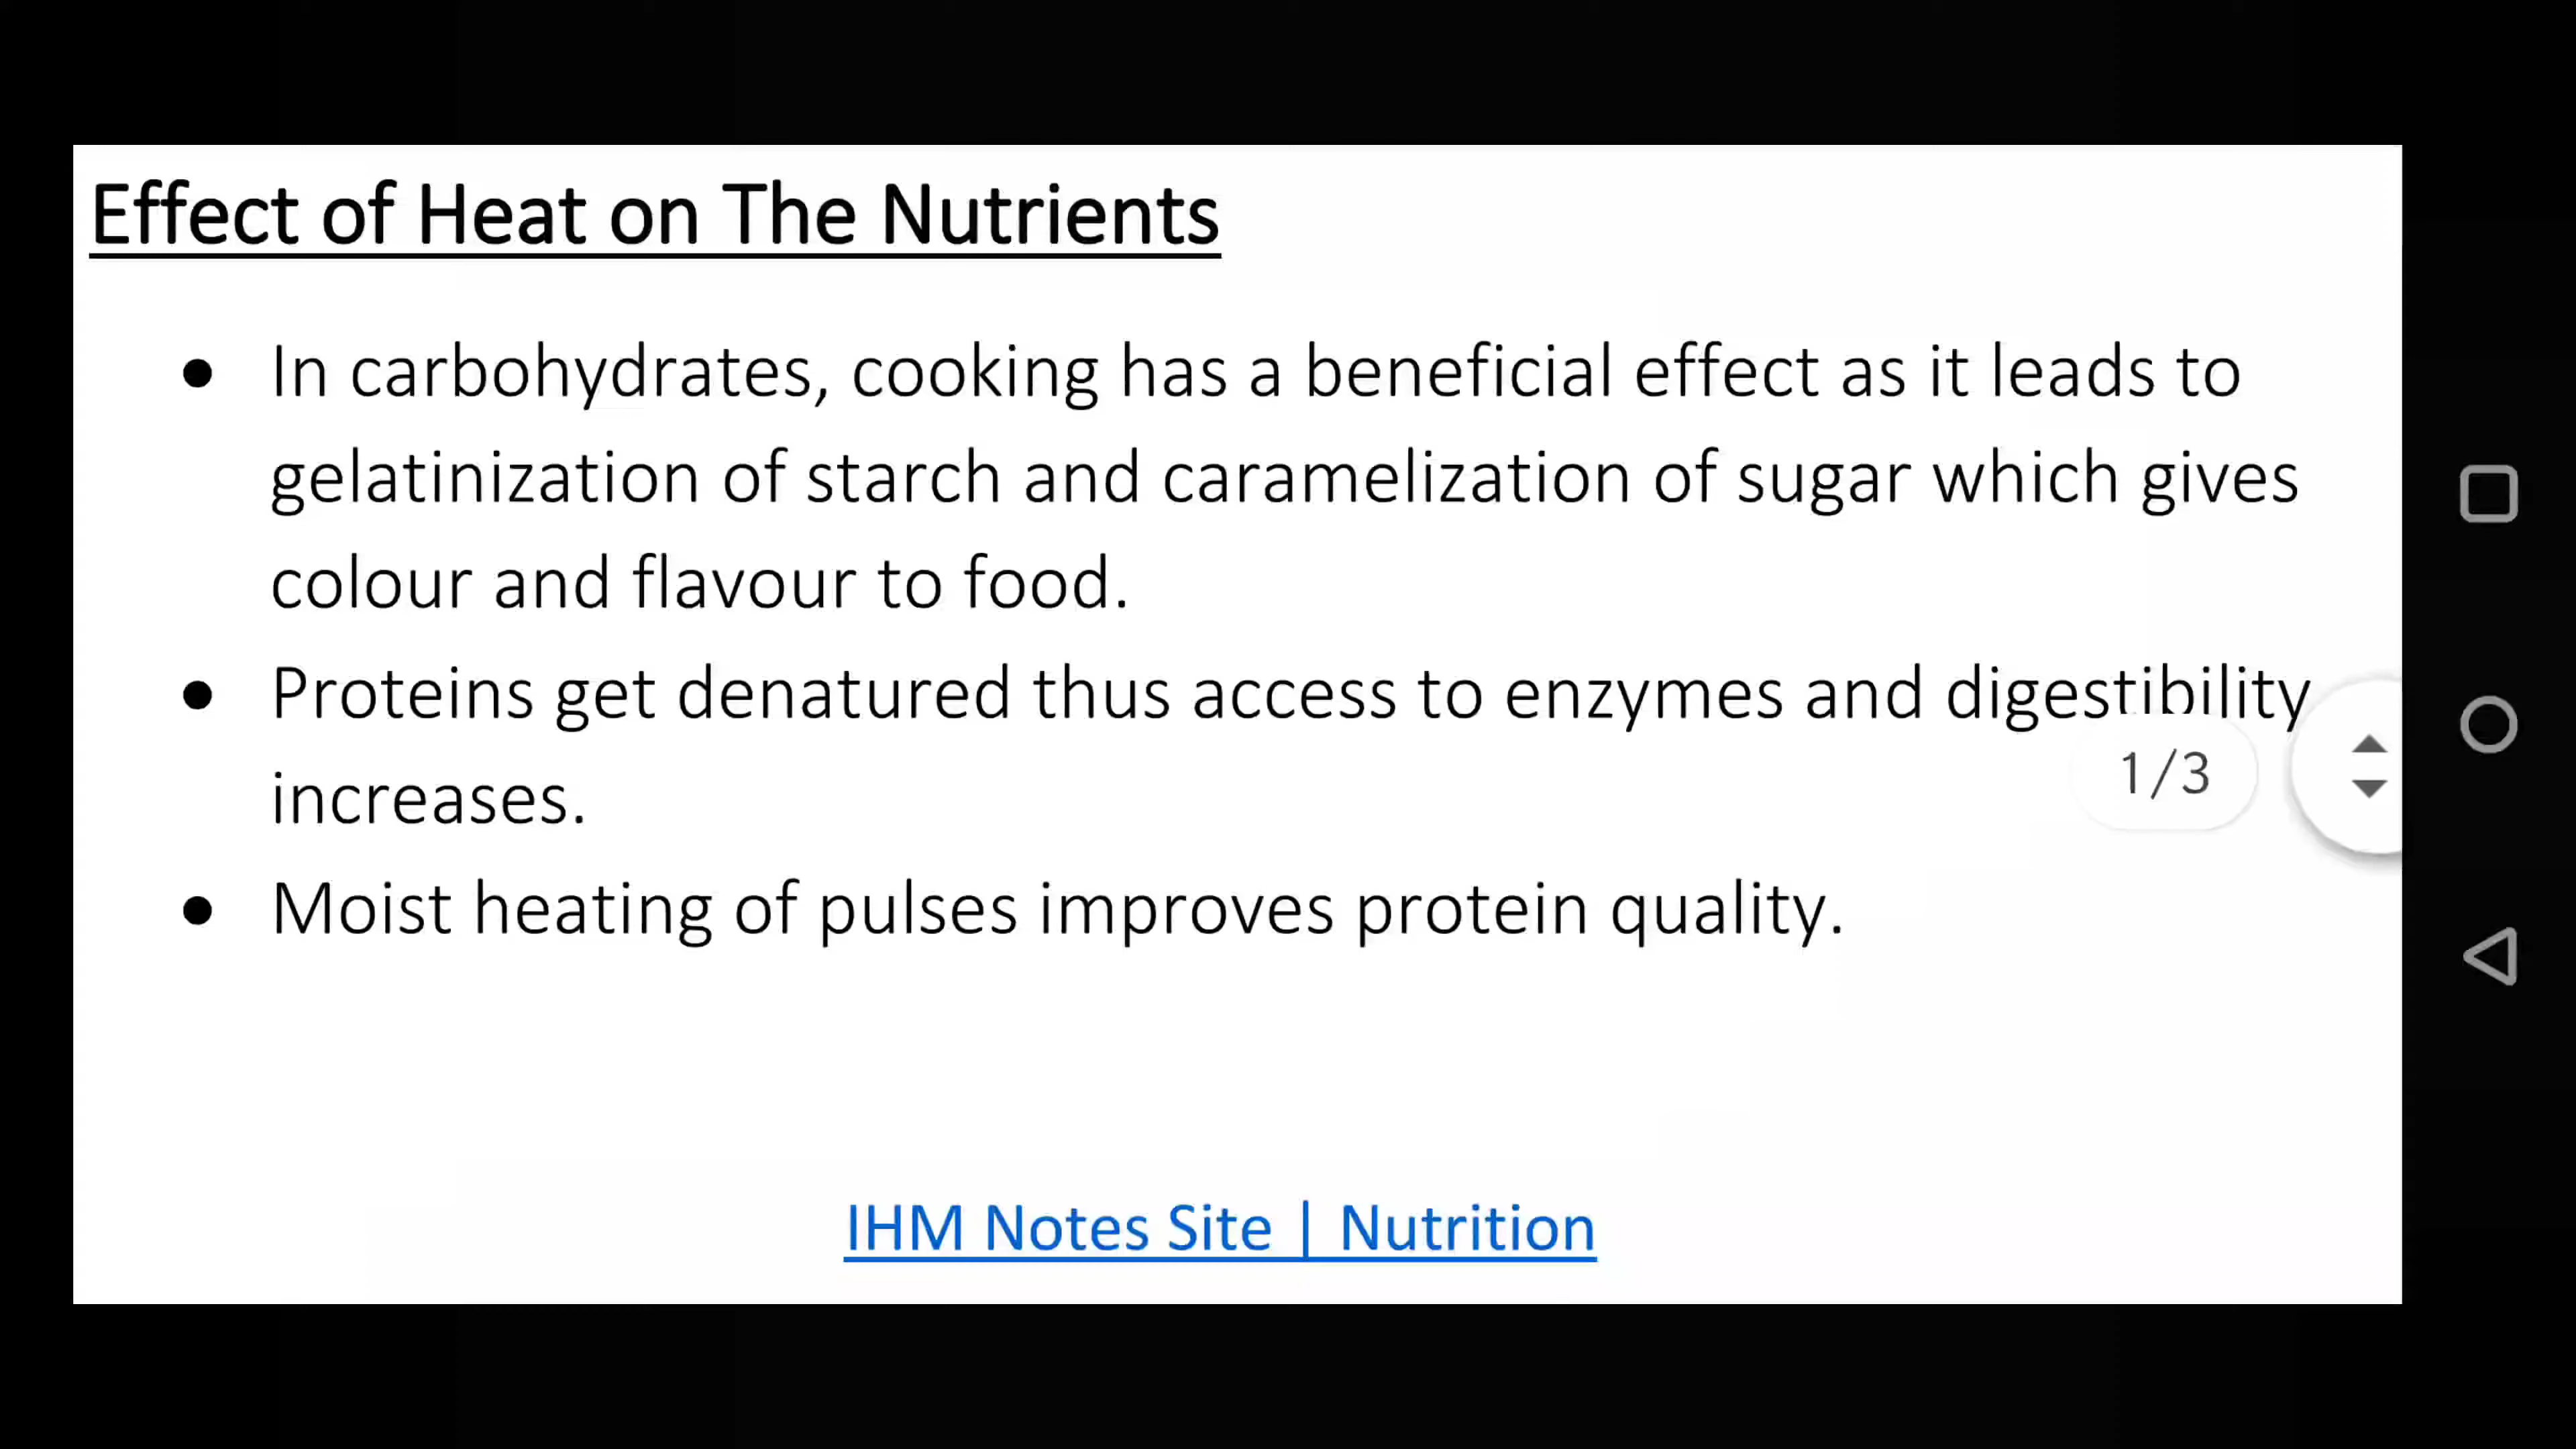 Effect of Heat on The Nutrients
● In carbohydrates, cooking has a beneficial effect as it leads to
gelatinization of starch and caramelization of sugar which gives
colour and flavour to food.
● Proteins get denatured thus access to enzymes and digestibility
increases.
1/3
● Moist heating of pulses improves protein quality.
IHM Notes Site | Nutrition